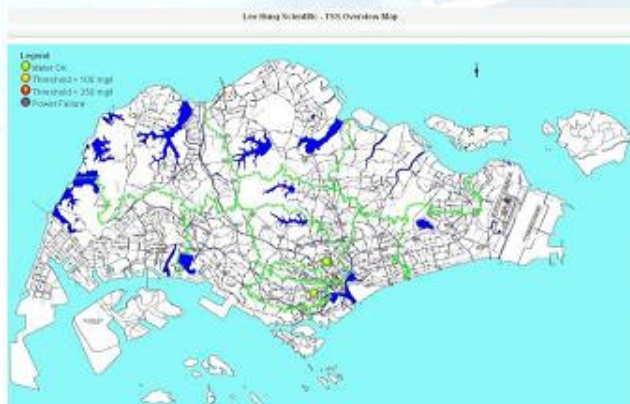 Lee Hung Scientific - TSS Overview Map
Legend
Water OK
Threshold > 100 mg/l
Threshold > 250 mg/l
Power Failure